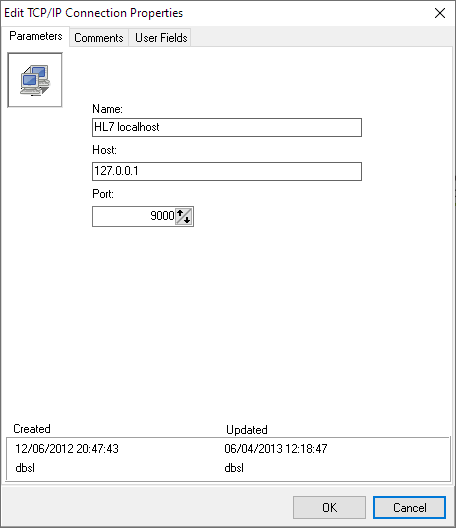 Edit TCP/IP Connection Properties
Parameters Comments User Fields
Name:
HL7 localhost
Host:
127.0.0.1
Port:
9000
Created Updated
12/06/2012 20:47:43 06/04/2013 12:18:47
dbsl dbsl
OK Cancel